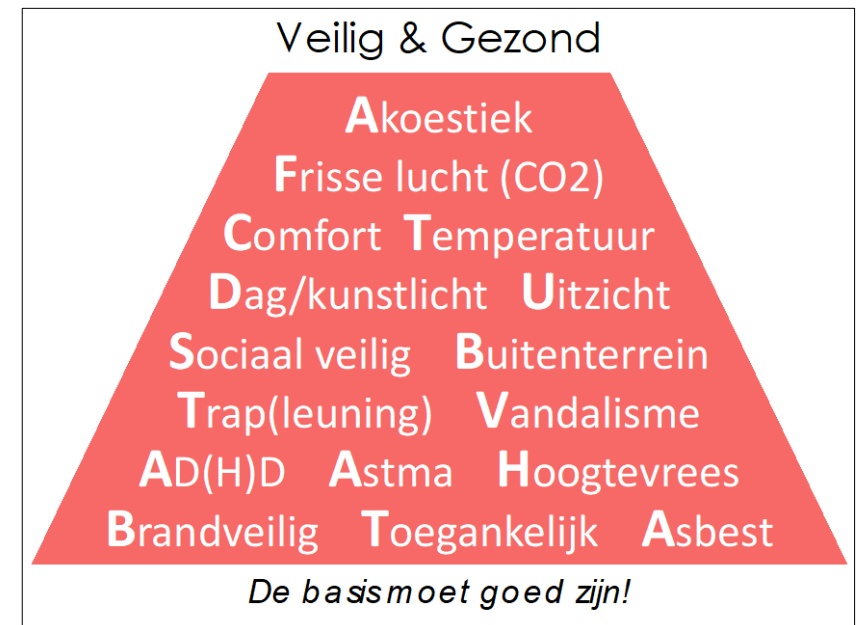 Veilig & Gezond
Akoestiek
Frisse lucht (CO2)
Comfort Temperatuur
Dag/kunstlicht Uitzicht
Sociaal veilig Buitenterrein
Trap(leuning) Vandalisme
AD(H)D Astma Hoogtevrees
Brandveilig Toegankelijk Asbest
De basis moet goed zijn!